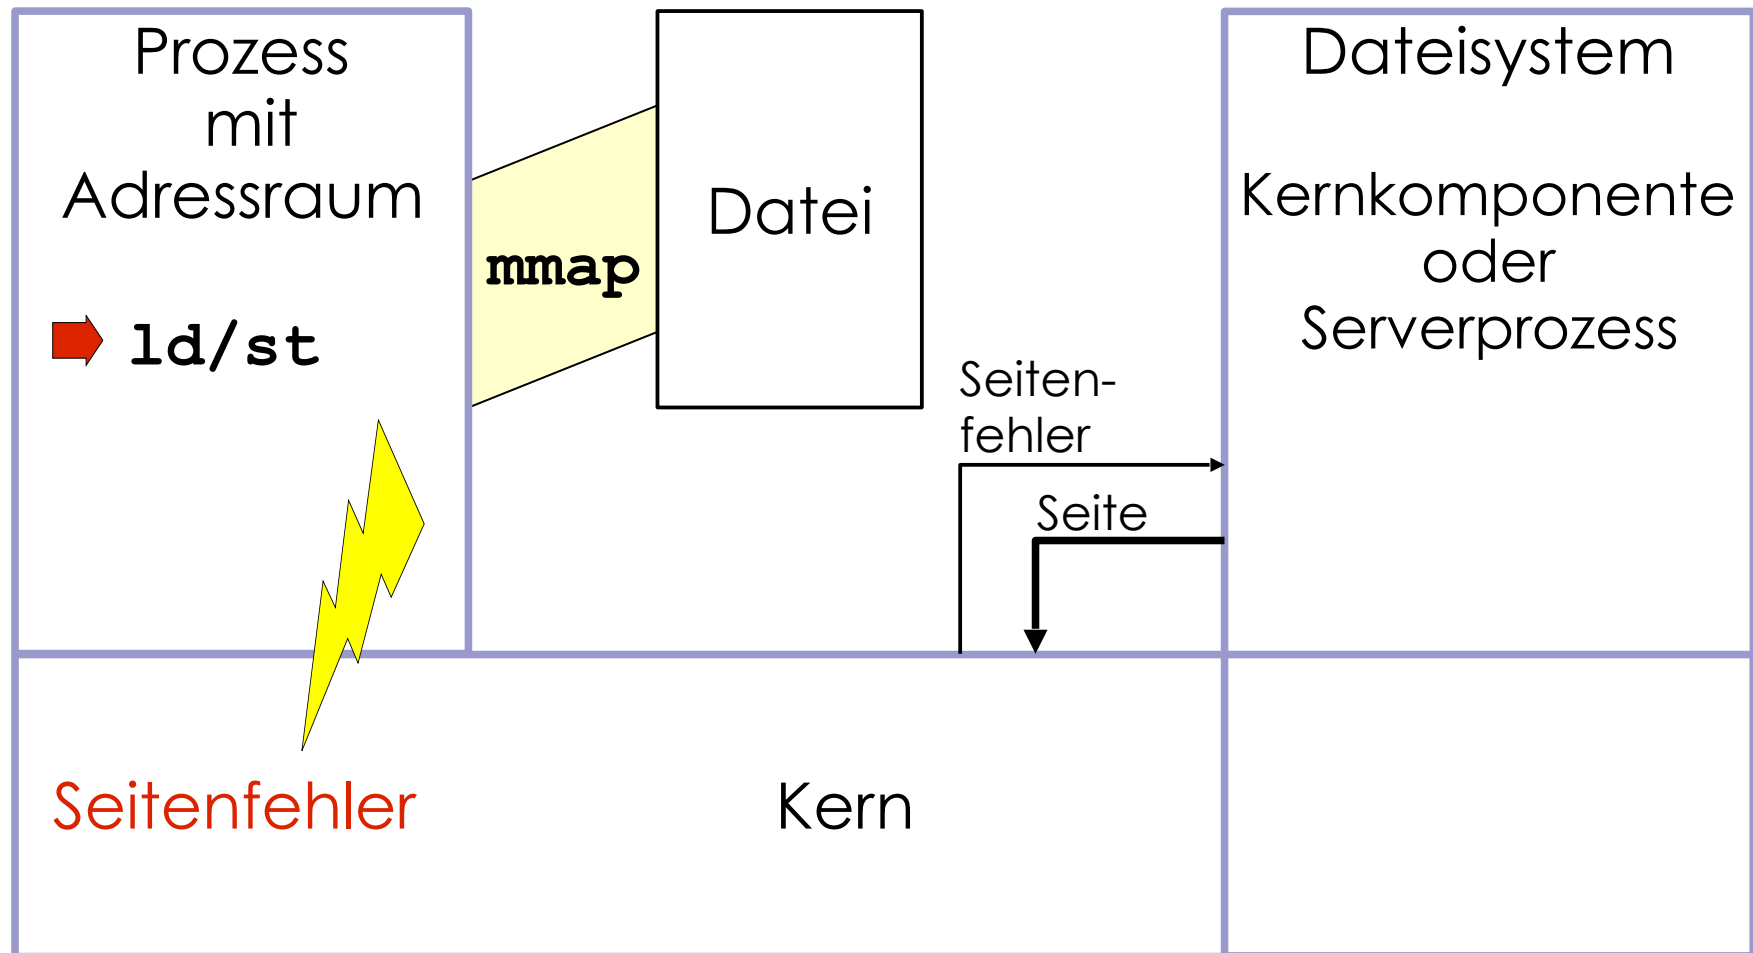 Prozess
mit
Adressraum
ld/st
mmap
Datei
Dateisystem
Kernkomponente
oder
Serverprozess
Seiten-
fehler
Seite
Seitenfehler
Kern